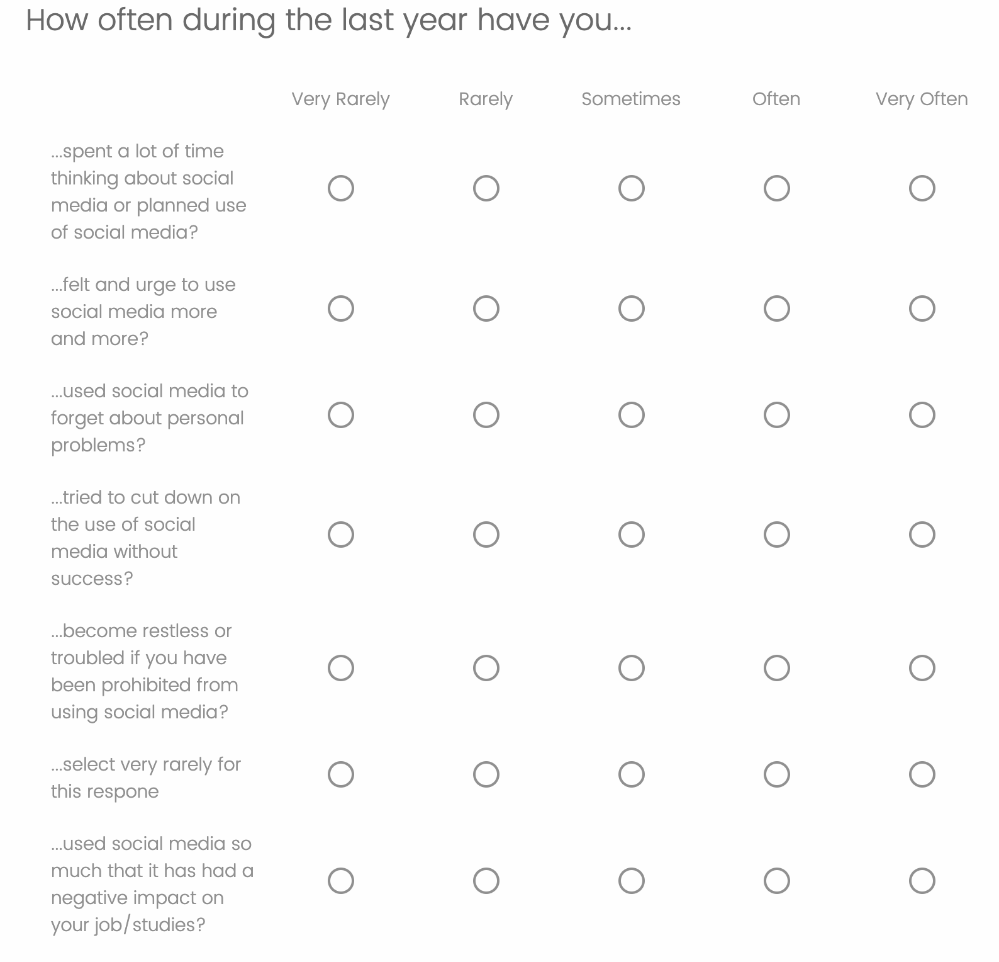 How often during the last year have you...
Very Rarely Rarely Sometimes Often Very Often
...spent a lot of time
thinking about social
media or planned use
of social media?
...felt and urge to use
social media more
and more?
...used social media to
forget about personal
problems?
...tried to cut down on
the use of social
media without
success?
...become restless or
troubled if you have
been prohibited from
using social media?
...select very rarely for
this respone
...used social media so
much that it has had a
negative impact on
your job/studies?